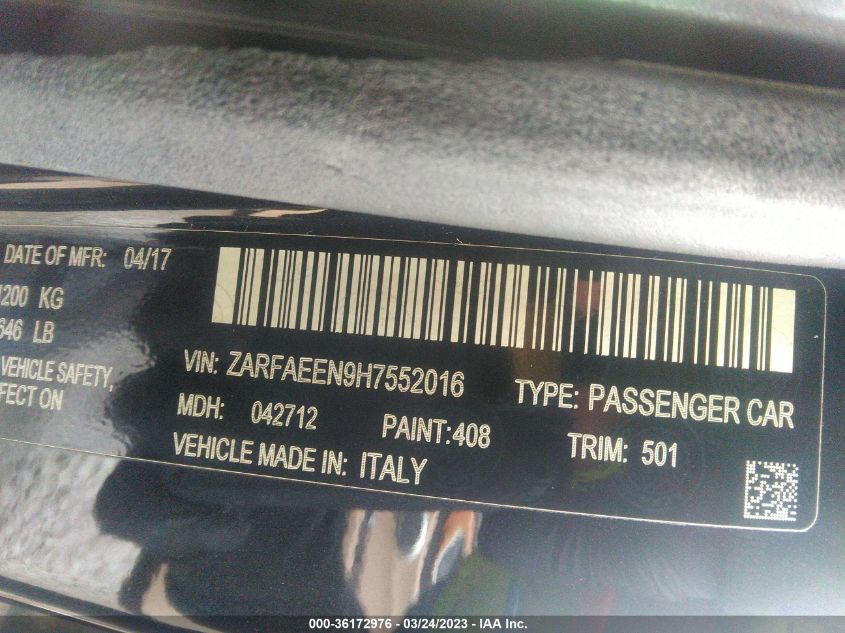 DATE OF MFR: 04/17
1200 KG
646 LB
VEHICLE SAFETY,
FECT ON
VIN: ZARFAEEN9H7552016
TYPE: PASSENGER CAR
MDH: 042712
PAINT:408
TRIM: 501
VEHICLE MADE IN: ITALY
000-36172976 - 03/24/2023 - IAA Inc.